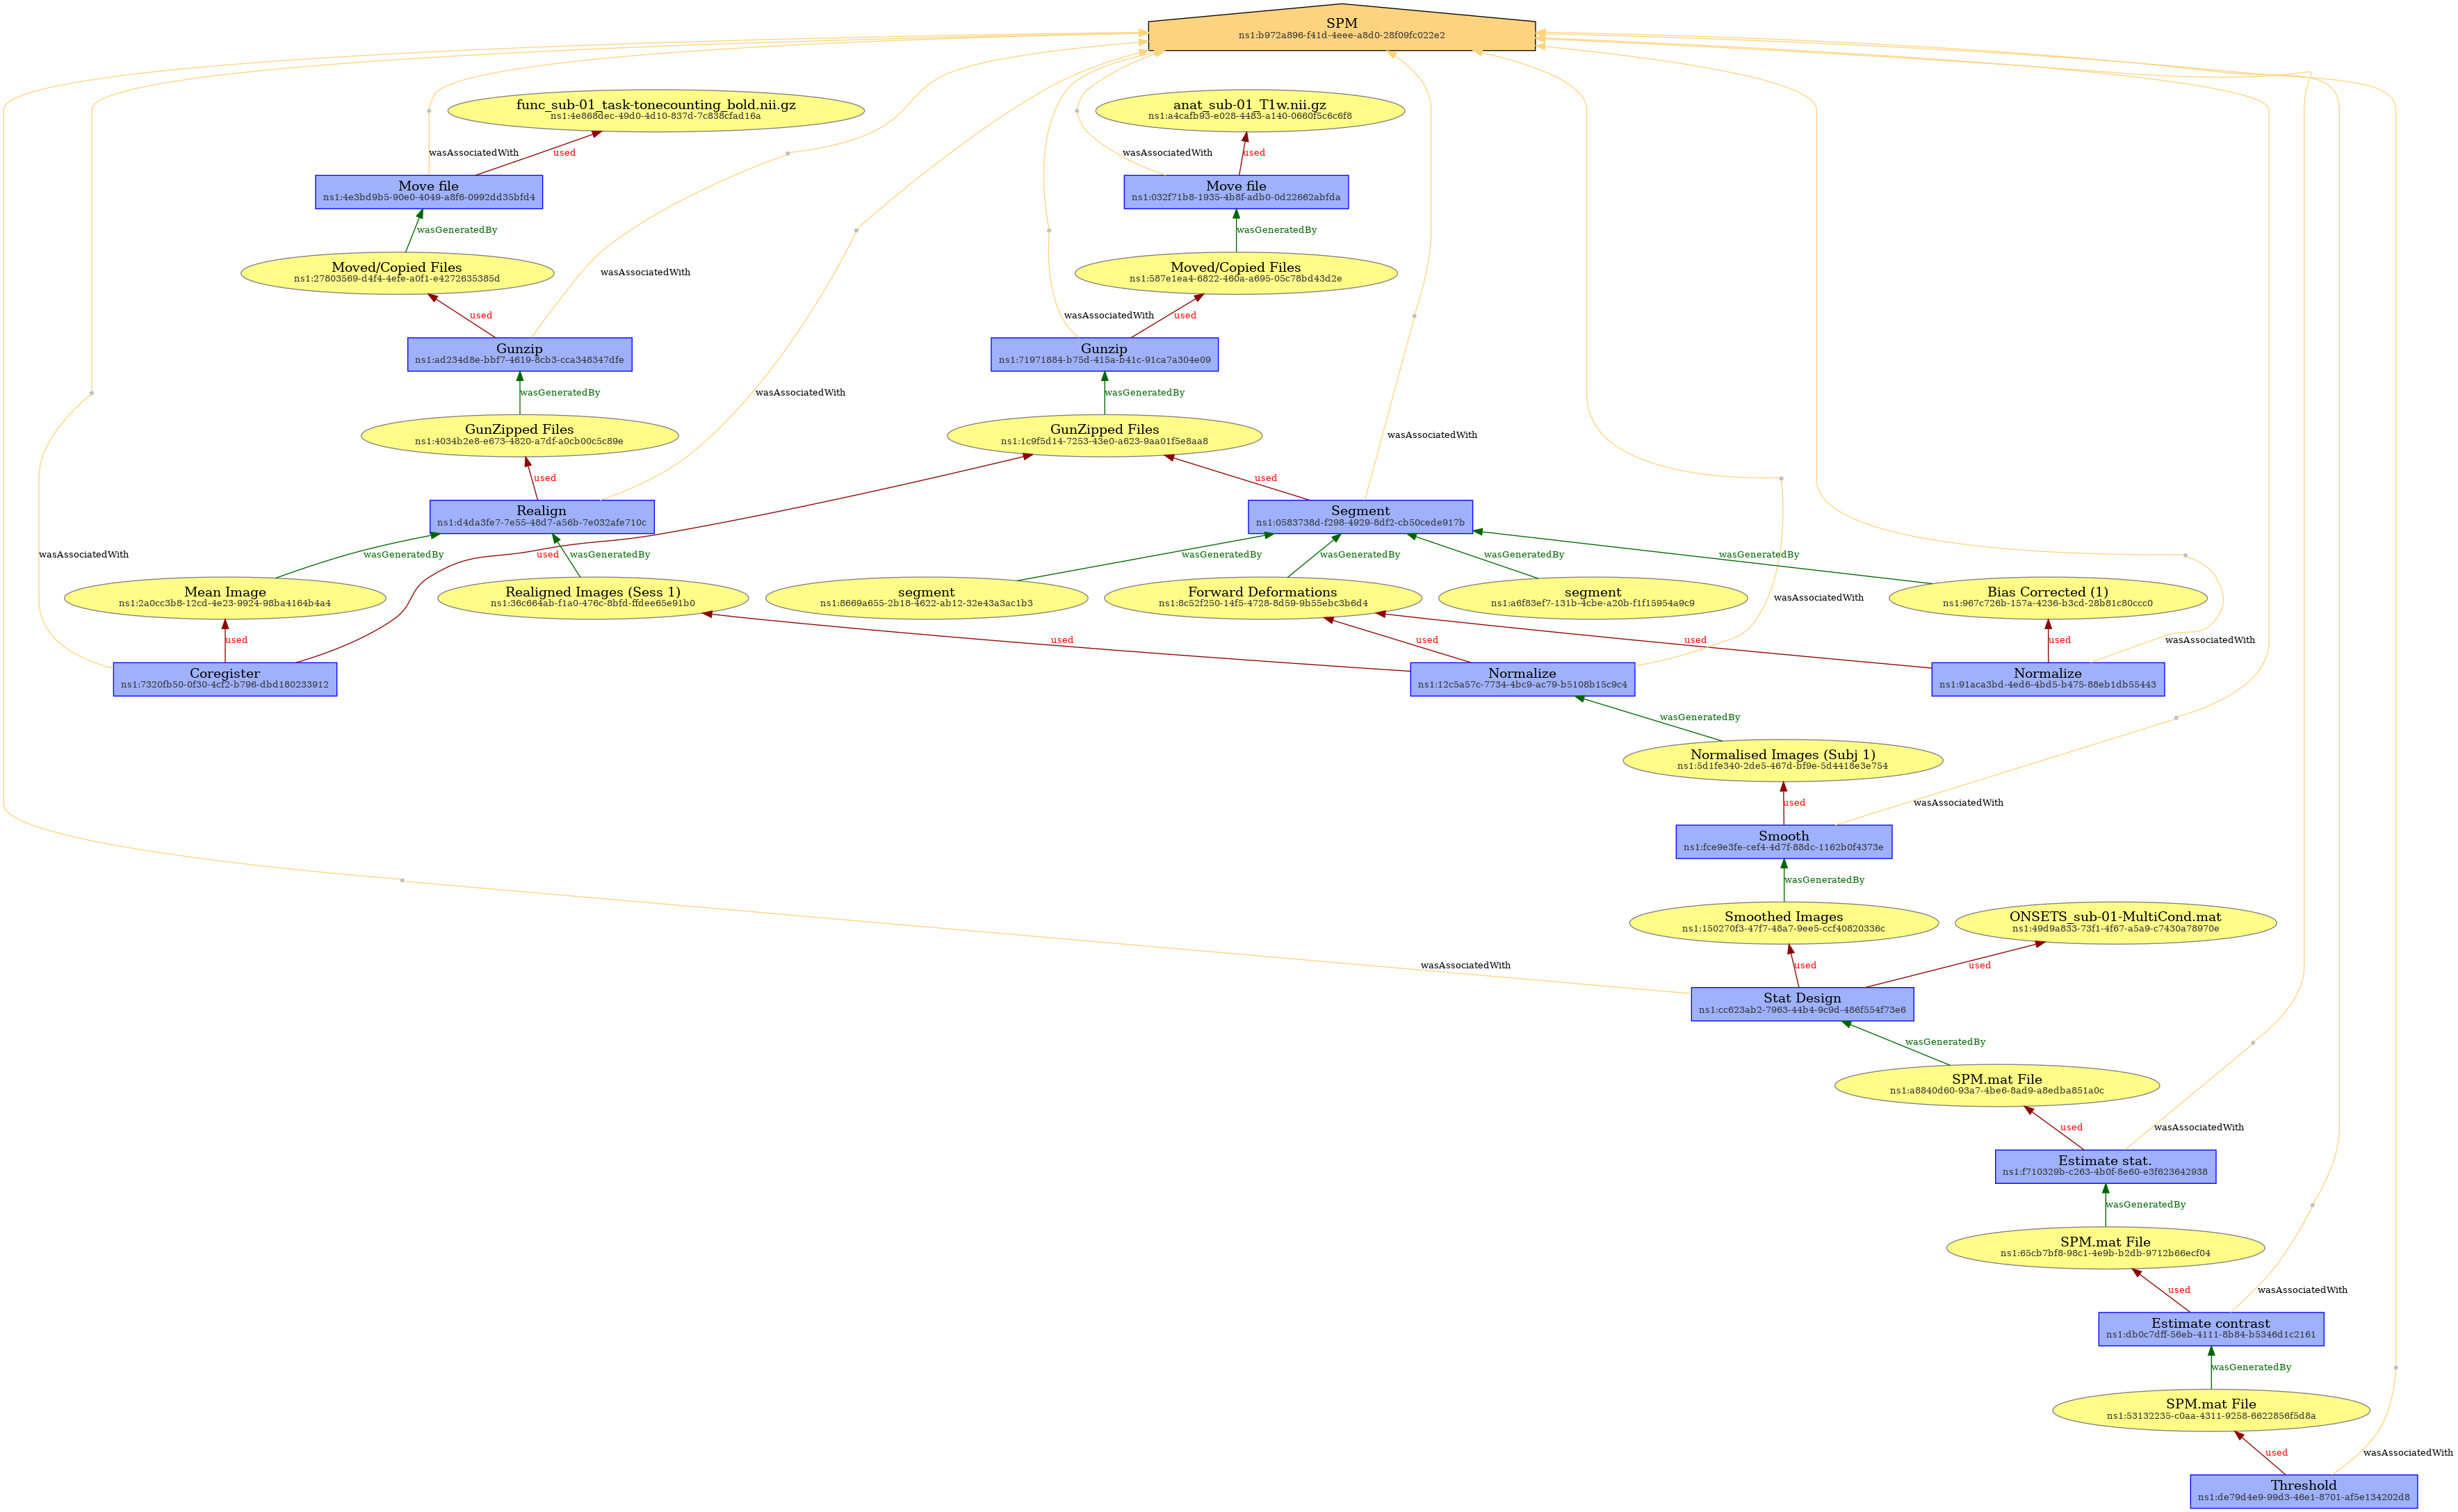 SPM
ns1:b972a896-f41d-4eee-a8d0-28f09fc022e2
func_sub-01_task-tonecounting_bold.nii.gz
ns1:4e868dec-49d0-4d10-837d-7c838cfad16a
anat_sub-01_T1w.nii.gz
ns1:a4cafb93-e028-4483-a140-0660f5c6c6f8
wasAssociatedWith
used
wasAssociatedWith
used
Move file
ns1:4e3bd9b5-90e0-4049-a8f6-0992dd35bfd4
Move file
ns1:032f71b8-1935-4b8f-adb0-0d22662abfda
wasGeneratedBy
wasGeneratedBy
Moved/Copied Files
ns1:27803569-d4f4-4efe-a0f1-e4272635385d
wasAssociatedWith
Moved/Copied Files
ns1:587e1ea4-6822-460a-a695-05c78bd43d2e
used
wasAssociatedWith
used
Gunzip
ns1:ad234d8e-bbf7-4619-8cb3-cca348347dfe
Gunzip
ns1:71971884-b75d-415a-b41c-91ca7a304e09
wasGeneratedBy
wasAssociatedWith
wasGeneratedBy
GunZipped Files
ns1:4034b2e8-e673-4820-a7df-a0cb00c5c89e
GunZipped Files
ns1:1c9f5d14-7253-43e0-a623-9aa01f5e8aa8
wasAssociatedWith
used
used
Realign
ns1:d4da3fe7-7e55-48d7-a56b-7e032afe710c
Segment
ns1:0583738d-f298-4929-8df2-cb50cede917b
wasAssociatedWith
wasGeneratedBy
used
wasGeneratedBy
wasGeneratedBy
wasGeneratedBy
wasGeneratedBy
wasGeneratedBy
Mean Image
ns1:2a0cc3b8-12cd-4e23-9924-98ba4164b4a4
Realigned Images (Sess 1)
ns1:36c664ab-f1a0-476c-8bfd-ffdee65e91b0
segment
ns1:8669a655-2b18-4622-ab12-32e43a3ac1b3
Forward Deformations
ns1:8c52f250-14f5-4728-8d59-9b55ebc3b6d4
segment
ns1:a6f83ef7-131b-4cbe-a20b-f1f15954a9c9
wasAssociatedWith
Bias Corrected (1)
ns1:967c726b-157a-4236-b3cd-28b81c80ccc0
used
used
used
used
used
wasAssociatedWith
Coregister
ns1:7320fb50-0f30-4cf2-b796-dbd180233912
Normalize
ns1:12c5a57c-7734-4bc9-ac79-b5108b15c9c4
Normalize
ns1:91aca3bd-4ed6-4bd5-b475-88eb1db55443
wasGeneratedBy
Normalised Images (Subj 1)
ns1:5d1fe340-2de5-467d-bf9e-5d4418e3e754
used
wasAssociatedWith
Smooth
ns1:fce9e3fe-cef4-4d7f-88dc-1162b0f4373e
wasGeneratedBy
Smoothed Images
ns1:150270f3-47f7-48a7-9ee5-ccf40820336c
ONSETS_sub-01-MultiCond.mat
ns1:49d9a833-73f1-4f67-a5a9-c7430a78970e
wasAssociatedWith
used
used
Stat Design
ns1:cc623ab2-7963-44b4-9c9d-486f554f73e6
wasGeneratedBy
SPM.mat File
ns1:a8840d60-93a7-4be6-8ad9-a8edba851a0c
used
wasAssociatedWith
Estimate stat.
ns1:f710329b-c263-4b0f-8e60-e3f623642938
wasGeneratedBy
SPM.mat File
ns1:65cb7bf8-98c1-4e9b-b2db-9712b66ecf04
used
wasAssociatedWith
Estimate contrast
ns1:db0c7dff-56eb-4111-8b84-b5346d1c2161
wasGeneratedBy
SPM.mat File
ns1:53132235-c0aa-4311-9258-6622856f5d8a
used
wasAssociatedWith
Threshold
ns1:de79d4e9-99d3-46e1-8701-af5e134202d8